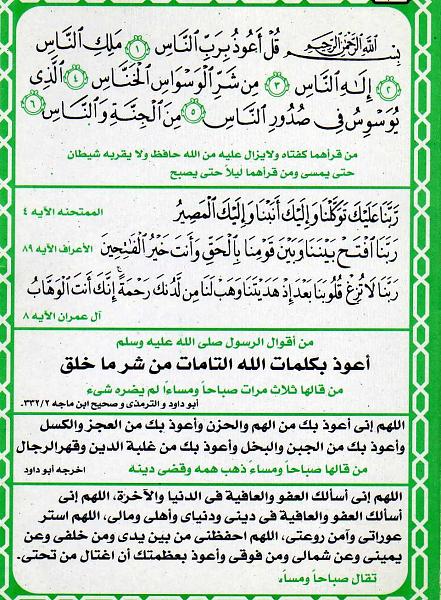 بِسْمِ اللَّهِ الرَّحْمَٰنِ الرَّحِيمِ قُلْ أَعُوذُ بِرَبِّ النَّاسِ ١ مَلِكِ النَّاسِ
٢ إِلَٰهِ النَّاسِ ٣ مِن شَرِّ الْوَسْوَاسِ الْخَنَّاسِ ٤ الَّذِي
يُوَسْوِسُ فِي صُدُورِ النَّاسِ ٥ مِنَ الْجِنَّةِ وَالنَّاسِ ٦
من قرأهما كفتاه ولايزال عليه من الله حافظ ولا يقربه شيطان
حتى يمسى ومن قرأهما ليلاً حتى يصبح
رَّبَّنَا عَلَيْكَ تَوَكَّلْنَا وَإِلَيْكَ أَنَبْنَا وَإِلَيْكَ الْمَصِيرُ الممتحنه الآيه ٤
رَبَّنَا افْتَحْ بَيْنَنَا وَبَيْنَ قَوْمِنَا بِالْحَقِّ وَأَنتَ خَيْرُ الْفَاتِحِينَ الأعراف الآيه ٨٩
رَبَّنَا لَا تُزِغْ قُلُوبَنَا بَعْدَ إِذْ هَدَيْتَنَا وَهَبْ لَنَا مِن لَّدُنكَ رَحْمَةً إِنَّكَ أَنتَ الْوَهَّابُ
آل عمران الآيه ٨
من أقوال الرسول صلى الله عليه وسلم
أعوذ بكلمات الله التامات من شر ما خلق
من قالها ثلاث مرات صباحاً ومساءاً لم يضره شىء
أبو داود و الترمذى و صحيح ابن ماجه ٣٣٢/٢.
اللهم إنى أعوذ بك من الهم والحزن وأعوذ بك من العجز والكسل
وأعوذ بك من الجبن والبخل وأعوذ بك من غلبة الدين وقهرالرجال
من قالها صباحاً ومساءً ذهب همه وقضى دينه اخرجه أبو داود
اللهم إنى أسألك العفو والعافية فى الدنيا والآخرة، اللهم إنى
أسألك العفو والعافية فى دينى ودنياى وأهلى ومالى، اللهم استر
عوراتى وآمن روعتى، اللهم احفظنى من بين يدى ومن خلفى وعن
يمينى وعن شمالى ومن فوقى وأعوذ بعظمتك أن اغتال من تحتى.
تقال صباحاً ومساءً